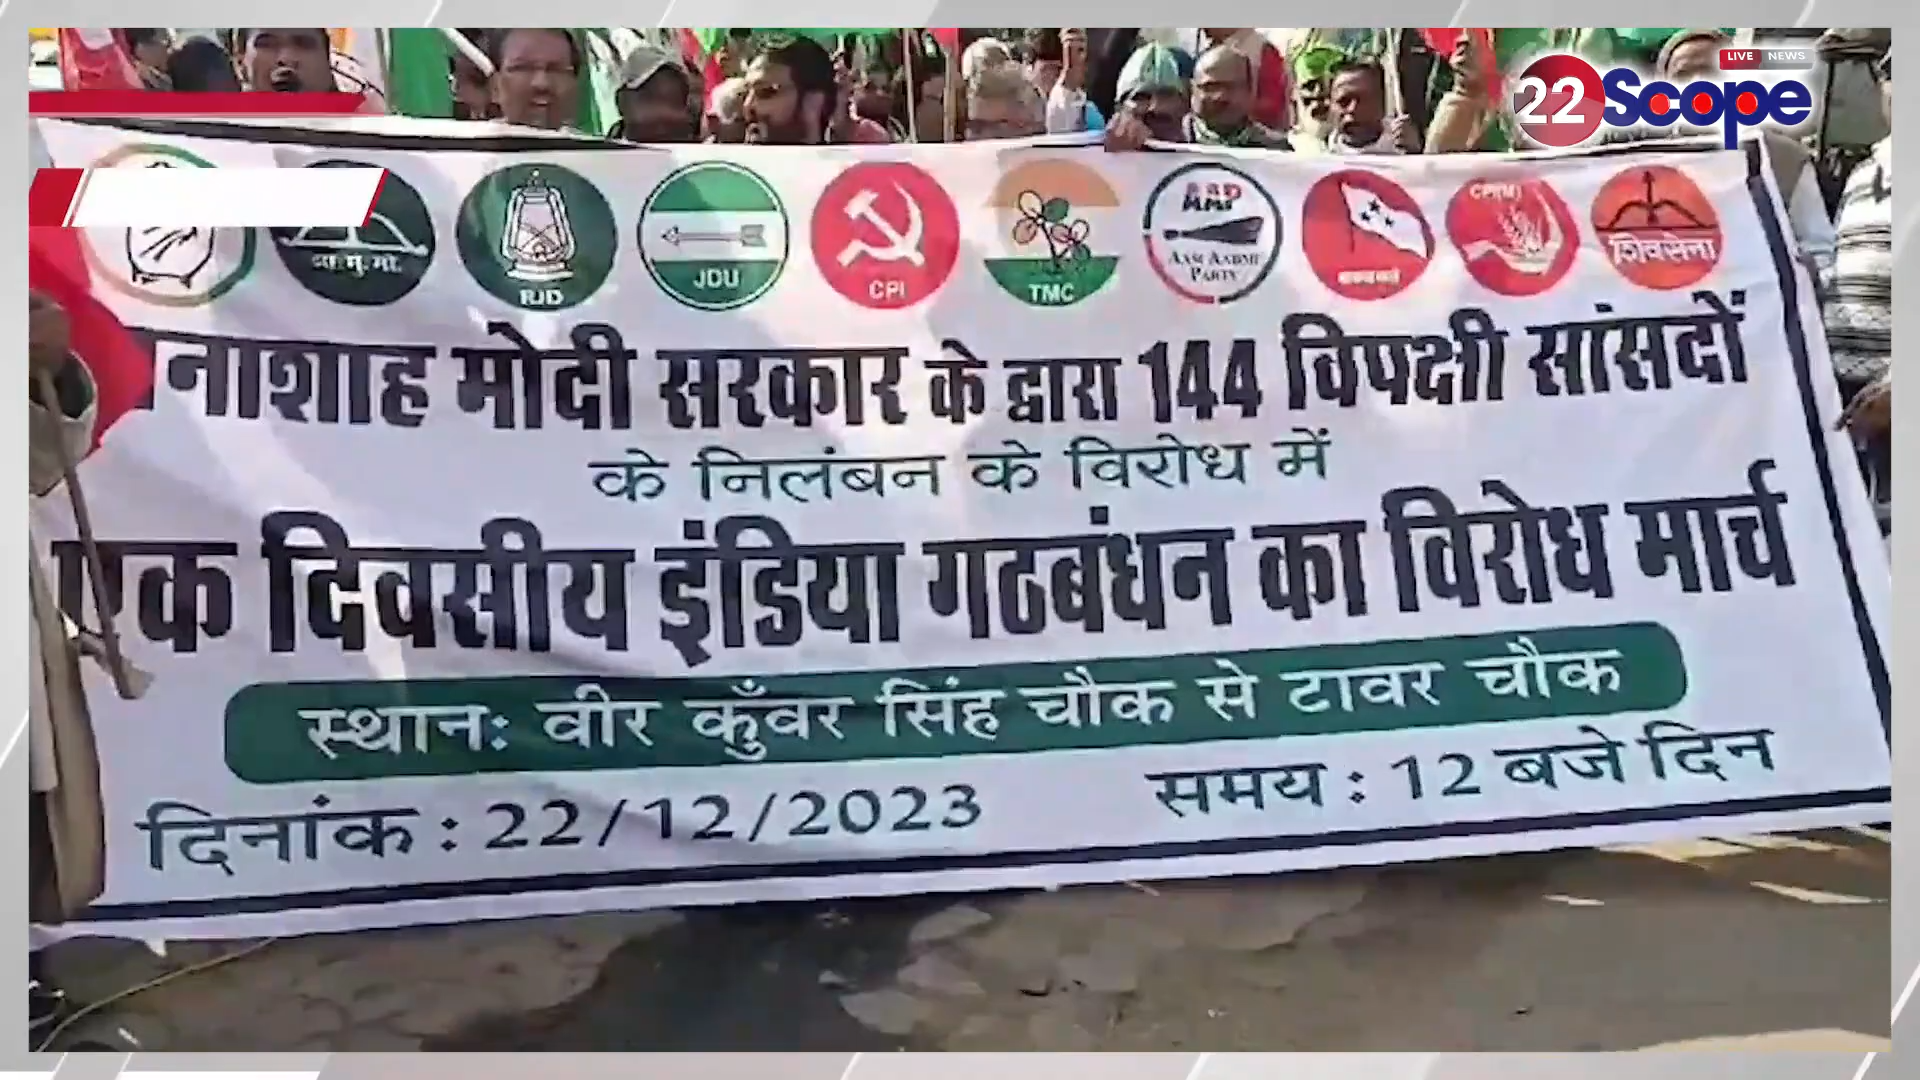 LIVE NEWS
22Scope
झा.मु.मो.
RJD
JDU
CPI
TMC
AAP
AAM AADMI
PARTY
CPI(M)
शिवसेना
नाशाह मोदी सरकार के द्वारा 144 विपक्षी सांसदों
के निलंबन के विरोध में
एक दिवसीय इंडिया गठबंधन का विरोध मार्च
स्थानः वीर कुँवर सिंह चौक से टावर चौक
दिनांक : 22/12/2023 समय : 12 बजे दिन